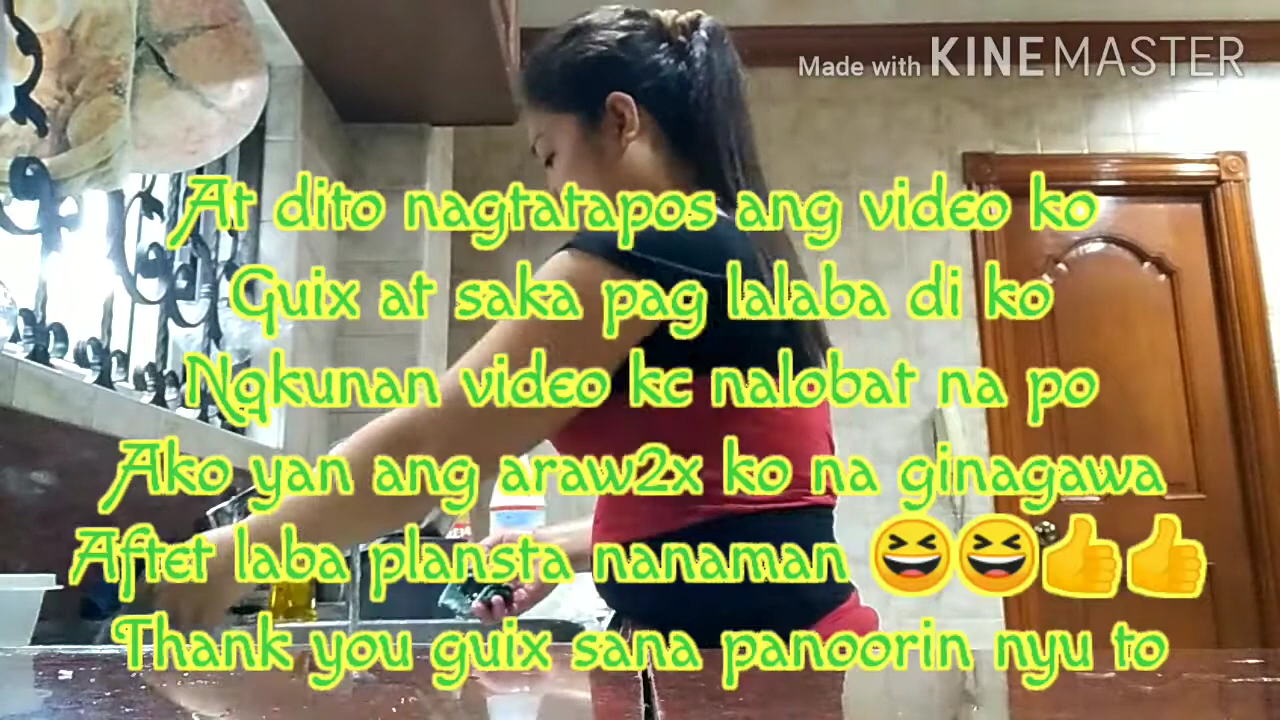 Made with KINEMASTER
At dito nagtatapos ang video ko
Guix at saka pag lalaba di ko
Nqkunan video kc nalobat na po
Ako yan ang araw2x ko na ginagawa
Aftet laba plansta nanaman 😆😆👍👍
Thank you guix sana panoorin nyu to